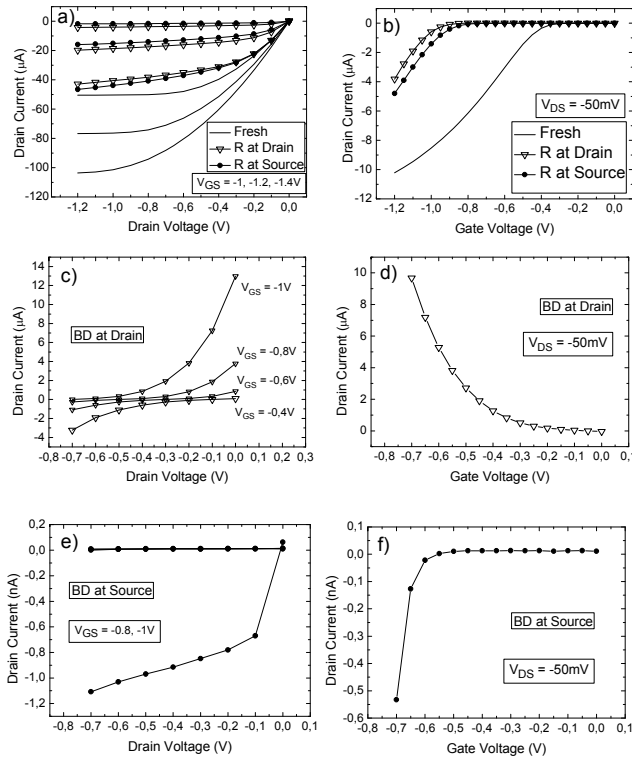 a)
0
-20
-40
-60
-80
-100
-120
Drain Current (μA)
Fresh
R at Drain
R at Source
V_GS = -1, -1.2, -1.4V
-1,2 -1,0 -0,8 -0,6 -0,4 -0,2 0,0
Drain Voltage (V)
b)
0
-2
-4
-6
-8
-10
-12
Drain Current (μA)
V_DS = -50mV
Fresh
R at Drain
R at Source
-1,2 -1,0 -0,8 -0,6 -0,4 -0,2 0,0
Gate Voltage (V)
c)
14
12
10
8
6
4
2
0
-2
-4
Drain Current (μA)
BD at Drain
V_GS = -1V
V_GS = -0,8V
V_GS = -0,6V
V_GS = -0,4V
-0,7 -0,6 -0,5 -0,4 -0,3 -0,2 -0,1 0,0 0,1 0,2 0,3
Drain Voltage (V)
d)
10
8
6
4
2
0
Drain Current (μA)
BD at Drain
V_DS = -50mV
-0,8 -0,7 -0,6 -0,5 -0,4 -0,3 -0,2 -0,1 0,0 0,1
Gate Voltage (V)
e)
0,2
0,0
-0,2
-0,4
-0,6
-0,8
-1,0
-1,2
Drain Current (nA)
BD at Source
V_GS = -0.8, -1V
-0,7 -0,6 -0,5 -0,4 -0,3 -0,2 -0,1 0,0 0,1
Drain Voltage (V)
f)
0,1
0,0
-0,1
-0,2
-0,3
-0,4
-0,5
-0,6
Drain Current (nA)
BD at Source
V_DS = -50mV
-0,8 -0,7 -0,6 -0,5 -0,4 -0,3 -0,2 -0,1 0,0 0,1
Gate Voltage (V)